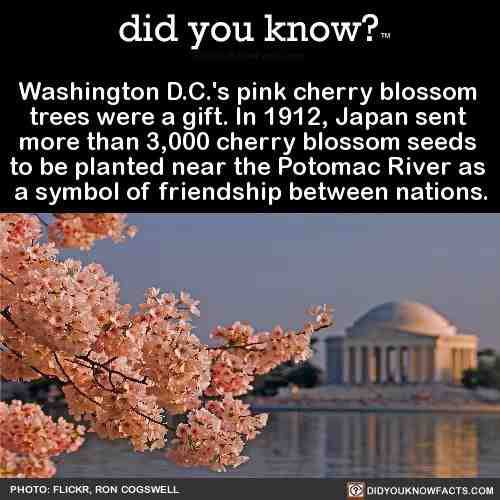 did you know?™
Washington D.C.'s pink cherry blossom
trees were a gift. In 1912, Japan sent
more than 3,000 cherry blossom seeds
to be planted near the Potomac River as
a symbol of friendship between nations.
PHOTO: FLICKR, RON COGSWELL
DIDYOUKNOWFACTS.COM